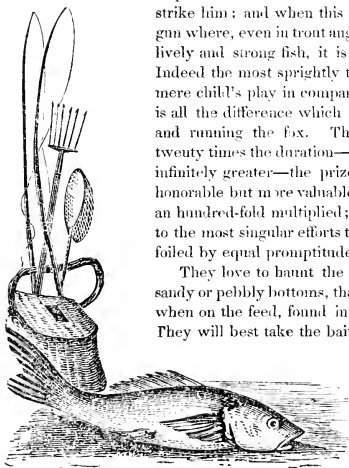 strike him ; and when this
gun where, even in trout ang
lively and strong fish, it is
Indeed the most sprightly t
mere child's play in compar
is all the difference which
and running the fox. Th
twenty times the duration—
infinitely greater—the prize
honorable but more valuable
an hundred-fold multiplied ;
to the most singular efforts t
foiled by equal promptitude
They love to haunt the
sandy or pebbly bottoms, tha
when on the feed, found in
They will best take the bai